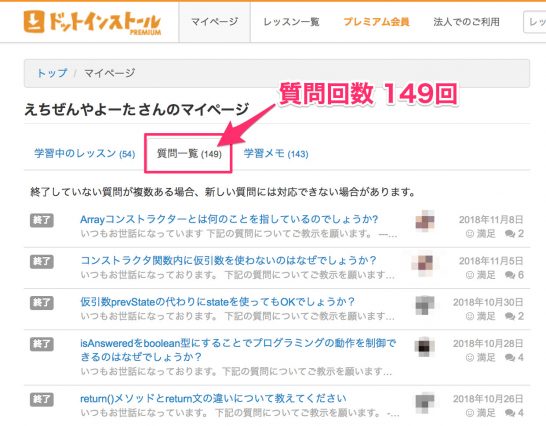 ドットインストール
PREMIUM
マイページ
レッスン一覧
プレミアム会員
法人でのご利用
レッ
トップ / マイページ
質問回数 149回
えちぜんやよーたさんのマイページ
学習中のレッスン (54)
質問一覧 (149)
学習メモ (143)
終了していない質問が複数ある場合、新しい質問には対応できない場合があります。
終了
Arrayコンストラクターとは何のことを指しているのでしょうか?
2018年11月8日
いつもお世話になっています 下記の質問についてご教示を願います。 ---...
満足 2
終了
コンストラクタ関数内に仮引数を使わないのはなぜでしょうか?
2018年11月5日
いつもお世話になっております。 下記の質問についてご教示願います...
満足 6
終了
仮引数prevStateの代わりにstateを使ってもOKでしょうか?
2018年10月30日
いつもお世話になっております。 下記の質問についてご教示願います...
満足 2
終了
isAnsweredをboolean型にすることでプログラミングの動作を制御で
きるのはなぜでしょうか?
2018年10月28日
いつもお世話になっております。 下記の質問についてご教示願います...
満足 4
終了
return()メソッドとreturn文の違いについて教えてください
2018年10月26日
いつもお世話になっております。 下記の質問についてご教示願います。 -...
満足 4